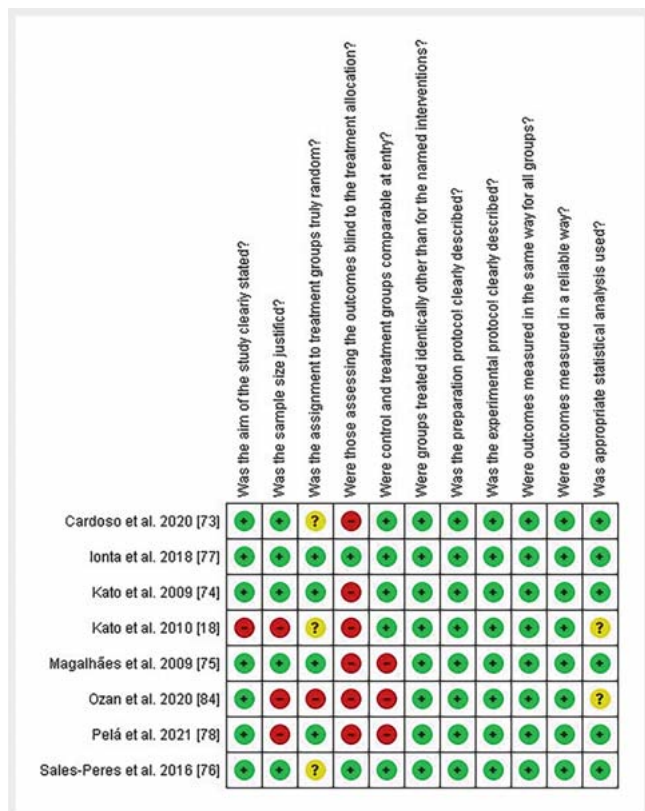 Was the aim of the study clearly stated?
Was the sample size justificd?
Was the assignment to treatment groups truly random?
Were those assessing the outcomes blind to the treatment allocation?
Were control and treatment groups comparable at entry?
Were groups treated identically other than for the named interventions?
Was the preparation protocol clearly described?
Was the experimental protocol clearly described?
Were outcomes measured in the same way for all groups?
Were outcomes measured in a reliable way?
Was appropriate statistical analysis used?
Cardoso et al. 2020 [73] + + ? - + + + + + + +
Ionta et al. 2018 [77] + + + + + + + + + + +
Kato et al. 2009 [74] + + + - + + + + + + +
Kato et al. 2010 [18] - - ? - + + + + + + ?
Magalhães et al. 2009 [75] + + + - - + + + + + +
Ozan et al. 2020 [84] + - - - - + + + + + ?
Pelá et al. 2021 [78] + - + - - + + + + + +
Sales-Peres et al. 2016 [76] + + ? + + + + + + + +